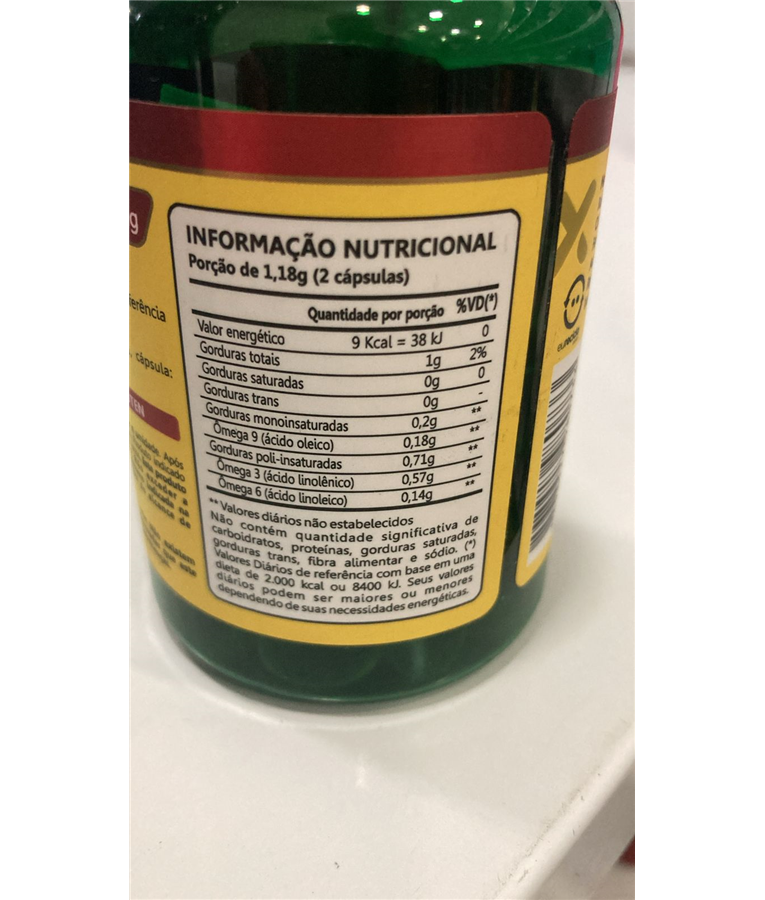 g
INFORMAÇÃO NUTRICIONAL
Porção de 1,18g (2 cápsulas)
Quantidade por porção %VD(*)
Valor energético 9 Kcal = 38 kJ 0
Gorduras totais 1g 2%
Gorduras saturadas 0g 0
Gorduras trans 0g -
Gorduras monoinsaturadas 0,2g **
Ômega 9 (ácido oleico) 0,18g **
Gorduras poli-insaturadas 0,71g **
Ômega 3 (ácido linolênico) 0,57g **
Ômega 6 (ácido linoleico) 0,14g **
** Valores diários não estabelecidos
Não contém quantidade significativa de
carboidratos, proteínas, gorduras saturadas,
gorduras trans, fibra alimentar e sódio. (*)
Valores Diários de referência com base em uma
dieta de 2.000 kcal ou 8400 kJ. Seus valores
diários podem ser maiores ou menores
dependendo de suas necessidades energéticas.
cápsula:
Após
indicado
produto